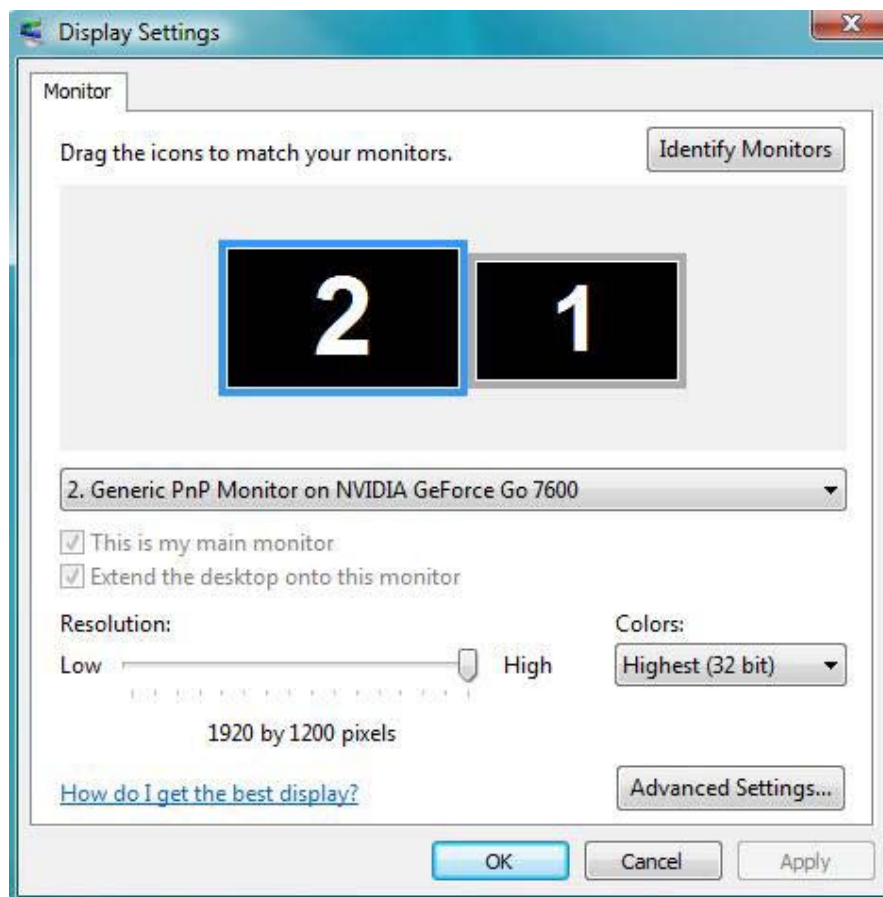 Display Settings
Monitor
Drag the icons to match your monitors.
Identify Monitors
2
1
2. Generic PnP Monitor on NVIDIA GeForce Go 7600
This is my main monitor
Extend the desktop onto this monitor
Resolution:
Colors:
Low
High
Highest (32 bit)
1920 by 1200 pixels
How do I get the best display?
Advanced Settings...
OK
Cancel
Apply